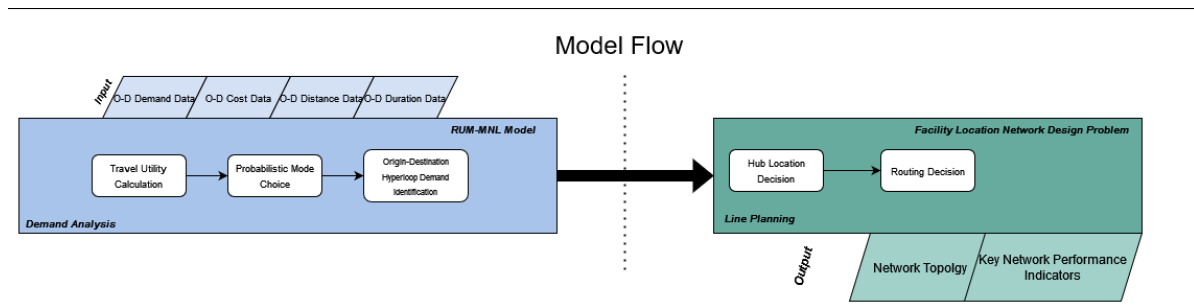 Model Flow
Input
O-D Demand Data
O-D Cost Data
O-D Distance Data
O-D Duration Data
RUM-MNL Model
Travel Utility
Calculation
Probabilistic Mode
Choice
Origin-Destination
Hyperloop Demand
Identification
Demand Analysis
Facility Location Network Design Problem
Hub Location
Decision
Routing Decision
Line Planning
Output
Network Topolgy
Key Network Performance
Indicators